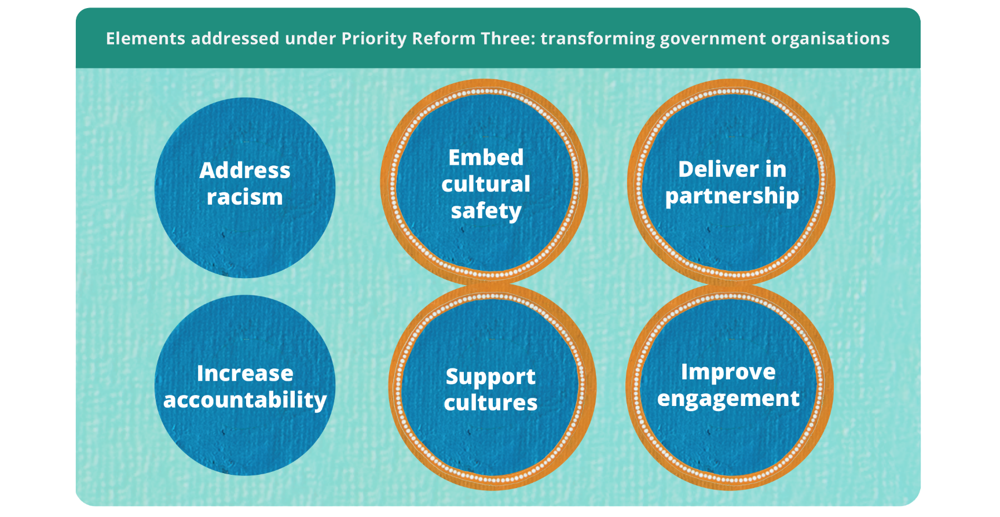 Elements addressed under Priority Reform Three: transforming government organisations
Address
racism
Embed
cultural
safety
Deliver in
partnership
Increase
accountability
Support
cultures
Improve
engagement